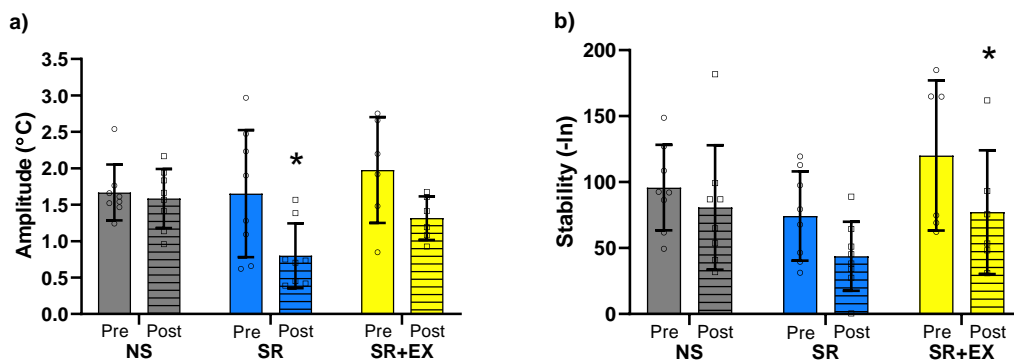 a)
Amplitude (°C)
3.5
3.0
2.5
2.0
1.5
1.0
0.5
0.0
*
Pre Post Pre Post Pre Post
NS SR SR+EX
b)
Stability (-ln)
200
150
100
50
0
*
Pre Post Pre Post Pre Post
NS SR SR+EX